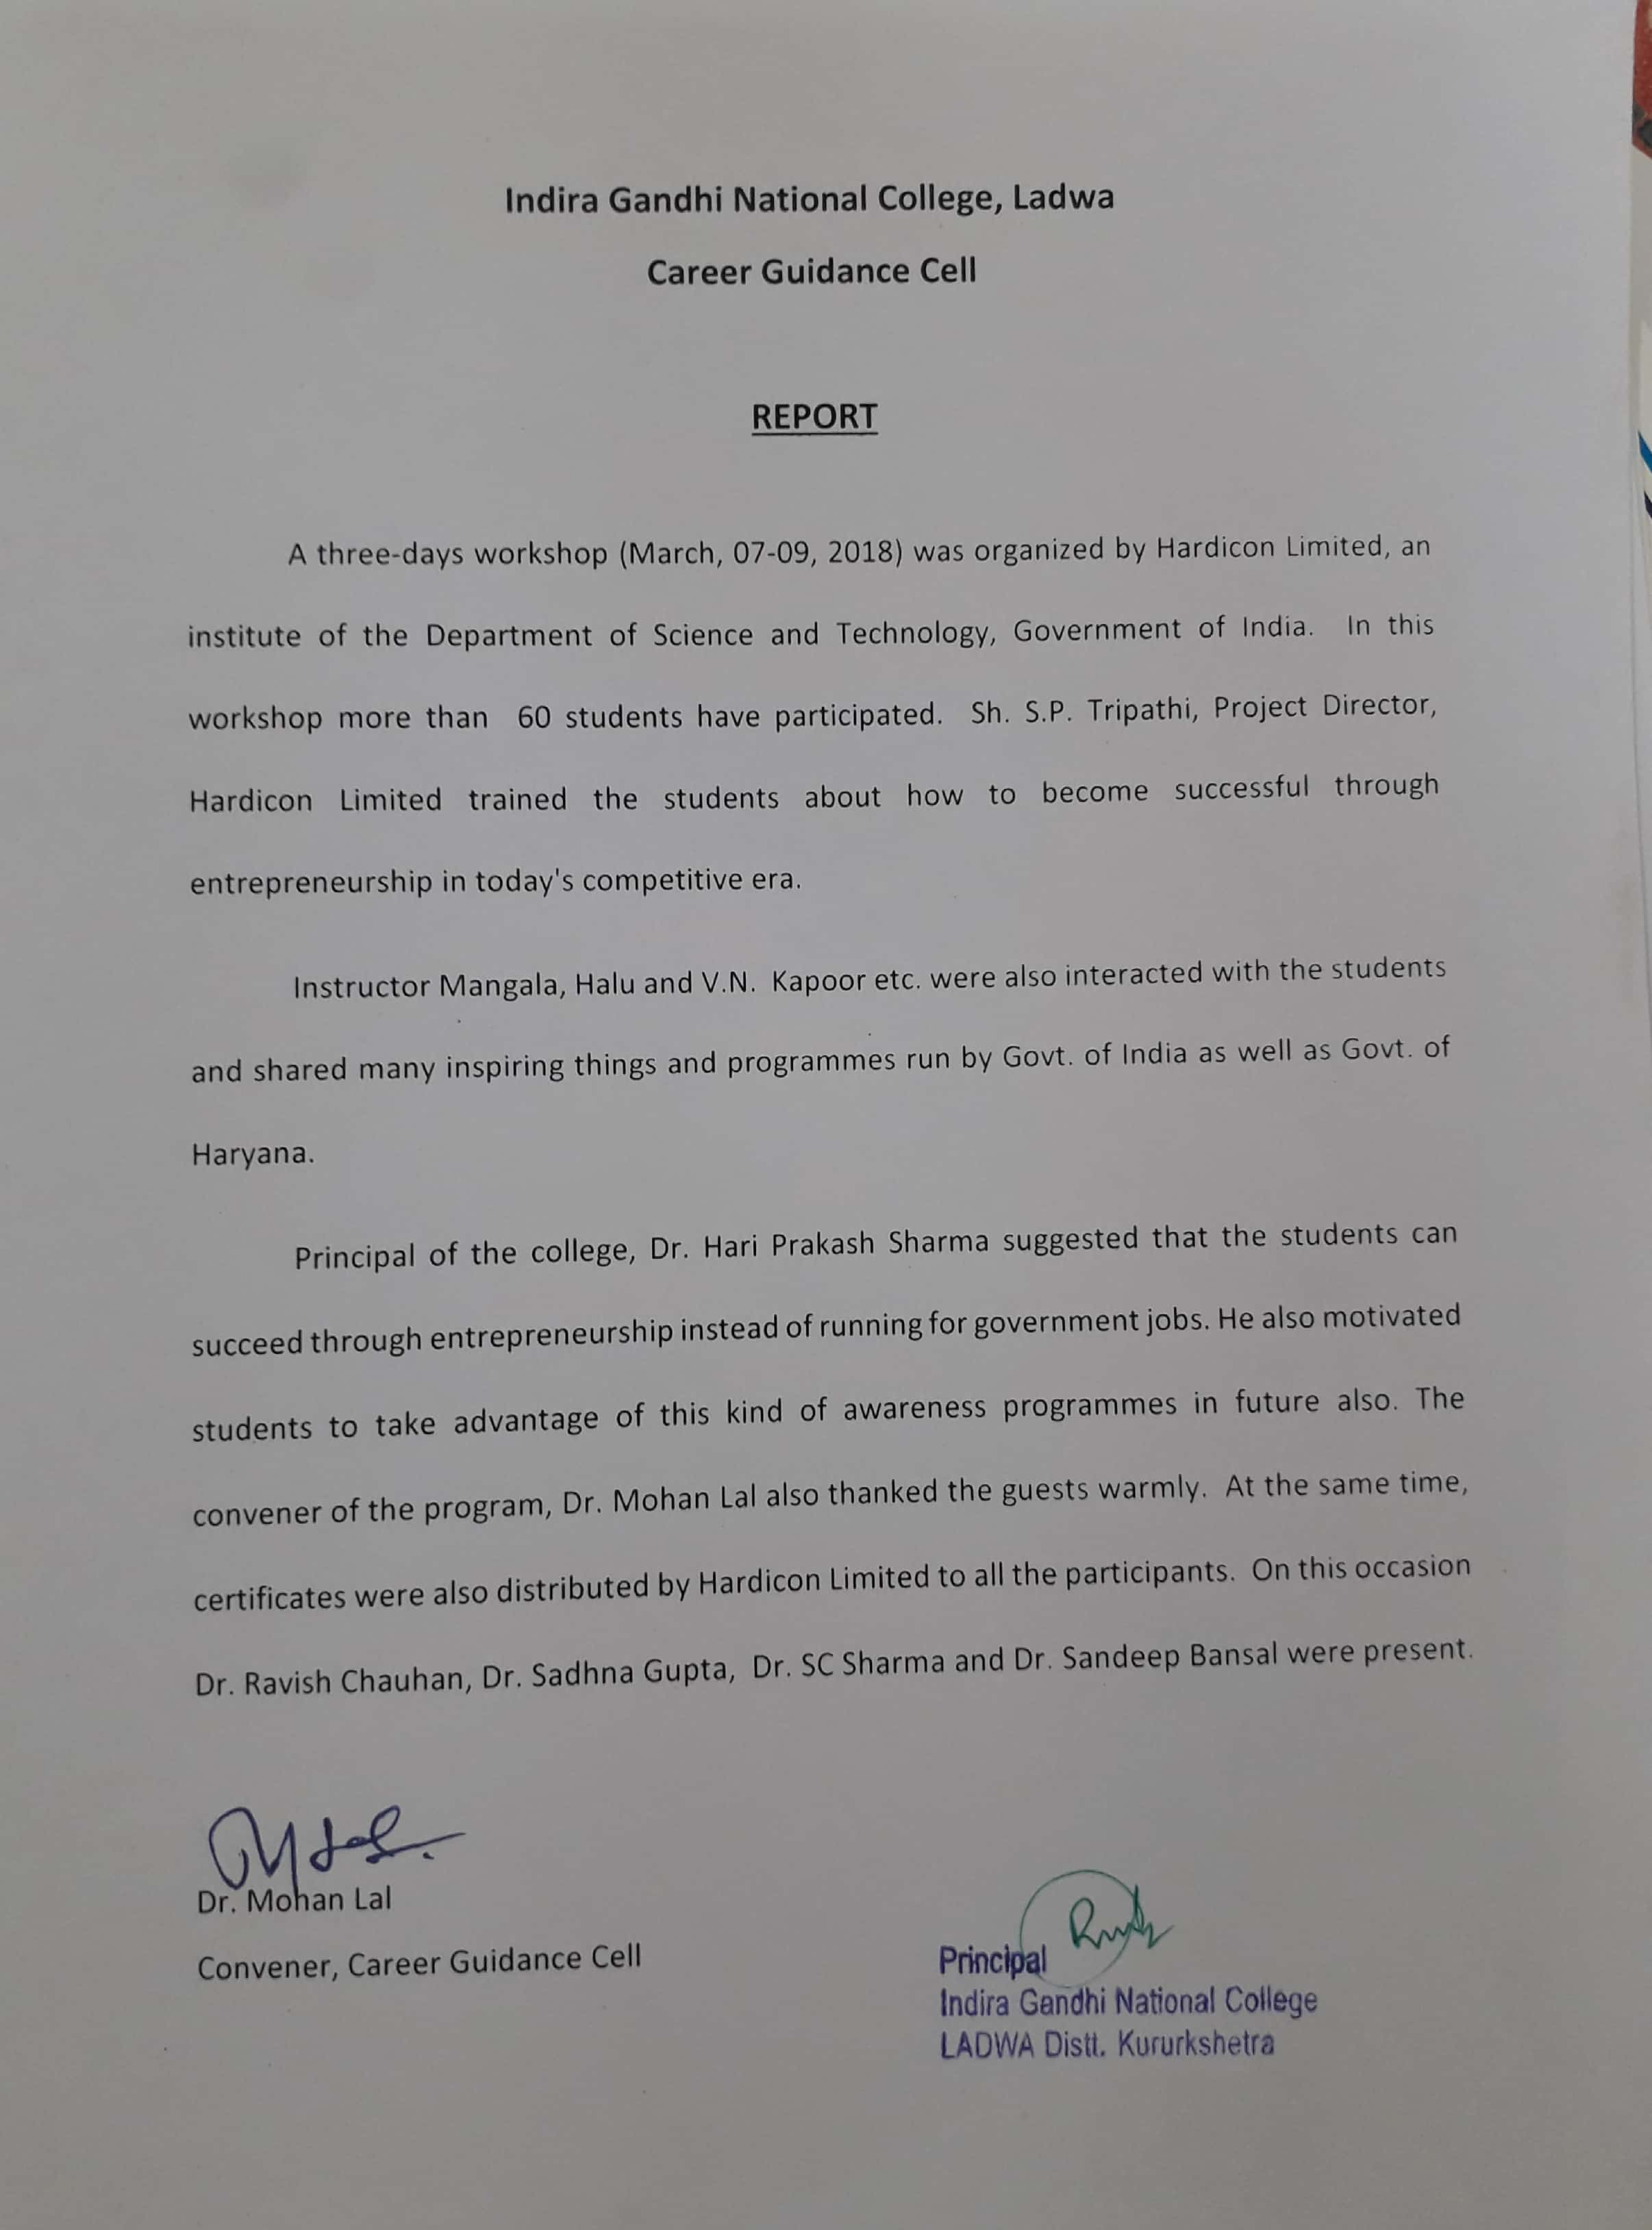 Indira Gandhi National College, Ladwa
Career Guidance Cell
REPORT
A three-days workshop (March, 07-09, 2018) was organized by Hardicon Limited, an
institute of the Department of Science and Technology, Government of India. In this
workshop more than 60 students have participated. Sh. S.P. Tripathi, Project Director,
Hardicon Limited trained the students about how to become successful through
entrepreneurship in today's competitive era.
Instructor Mangala, Halu and V.N. Kapoor etc. were also interacted with the students
and shared many inspiring things and programmes run by Govt. of India as well as Govt. of
Haryana.
Principal of the college, Dr. Hari Prakash Sharma suggested that the students can
succeed through entrepreneurship instead of running for government jobs. He also motivated
students to take advantage of this kind of awareness programmes in future also. The
convener of the program, Dr. Mohan Lal also thanked the guests warmly. At the same time,
certificates were also distributed by Hardicon Limited to all the participants. On this occasion
Dr. Ravish Chauhan, Dr. Sadhna Gupta, Dr. SC Sharma and Dr. Sandeep Bansal were present.
Dr. Mohan Lal
Convener, Career Guidance Cell
Principal
Indira Gandhi National College
LADWA Distt. Kururkshetra